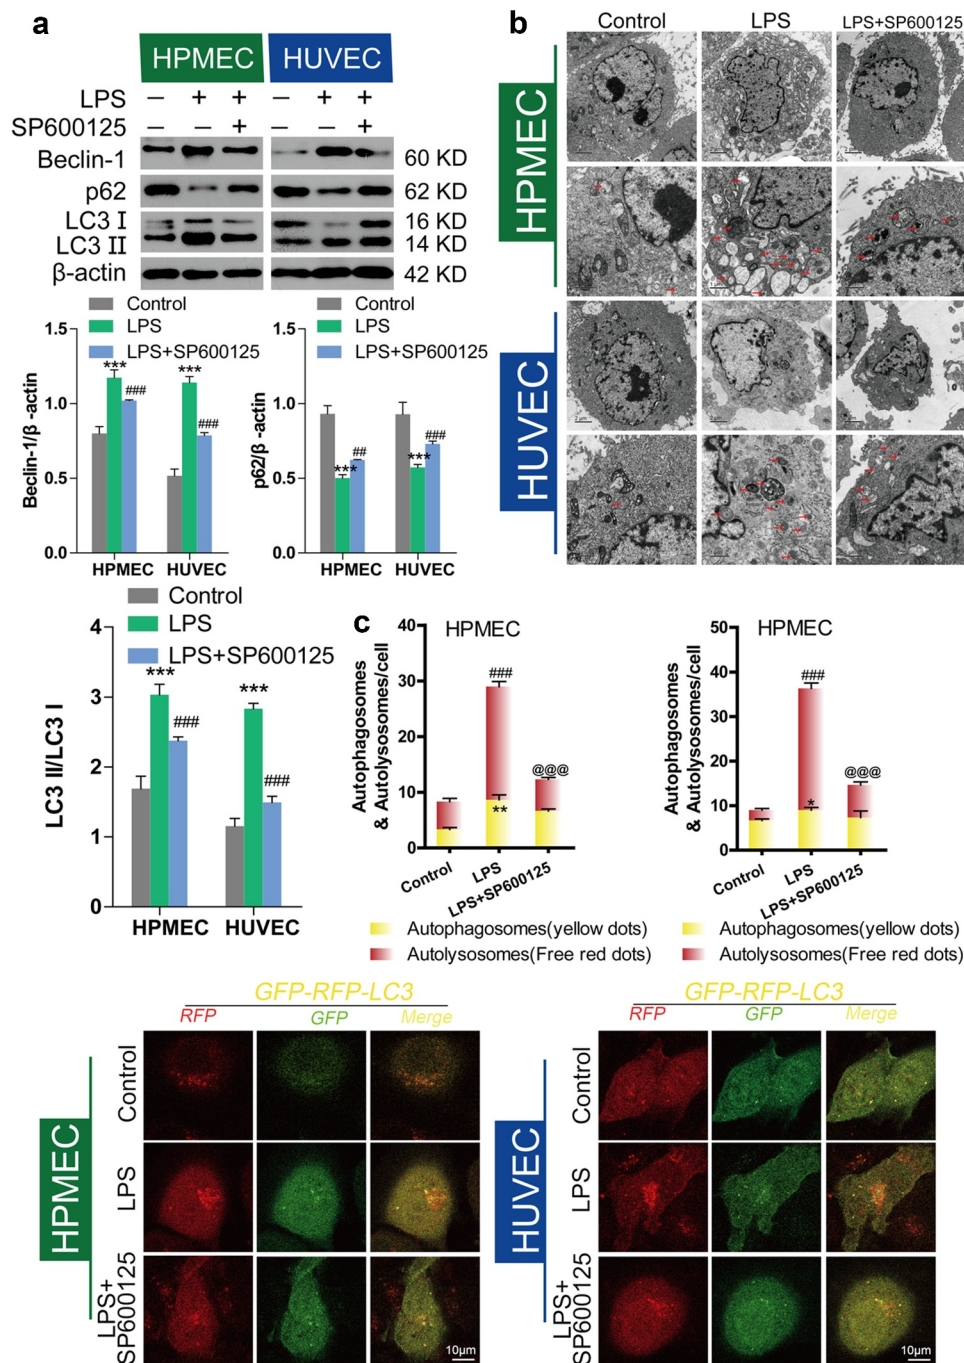 a
HPMEC HUVEC
LPS − + + − + +
SP600125 − − + − − +
Beclin-1 60 KD
p62 62 KD
LC3 I 16 KD
LC3 II 14 KD
β-actin 42 KD
Control
LPS
LPS+SP600125
Beclin-1/β -actin
1.5
1.0
0.5
0.0
*** ### *** ###
HPMEC HUVEC
Control
LPS
LPS+SP600125
p62/β -actin
1.5
1.0
0.5
0.0
*** ## *** ###
HPMEC HUVEC
Control
LPS
LPS+SP600125
LC3 II/LC3 I
4
3
2
1
0
*** ### *** ###
HPMEC HUVEC
b
Control LPS LPS+SP600125
HPMEC
HUVEC
c
HPMEC
Autophagosomes
& Autolysosomes/cell
40
30
20
10
0
###
**
@@@
Control LPS LPS+SP600125
Autophagosomes(yellow dots)
Autolysosomes(Free red dots)
HPMEC
Autophagosomes
& Autolysosomes/cell
50
40
30
20
10
0
###
*
@@@
Control LPS LPS+SP600125
Autophagosomes(yellow dots)
Autolysosomes(Free red dots)
GFP-RFP-LC3
RFP GFP Merge
HPMEC
Control
LPS
LPS+
SP600125
10μm
GFP-RFP-LC3
RFP GFP Merge
HUVEC
Control
LPS
LPS+
SP600125
10μm